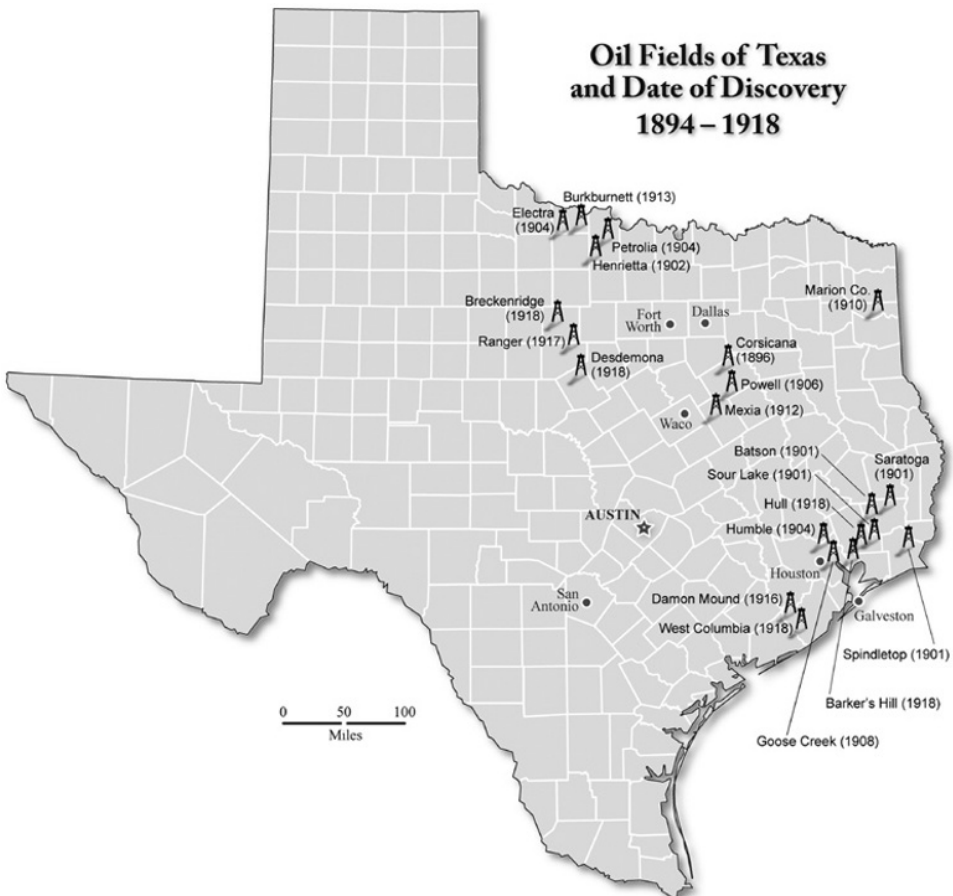 Oil Fields of Texas
and Date of Discovery
1894 – 1918
Burkburnett (1913)
Electra
(1904)
Petrolia (1904)
Henrietta (1902)
Marion Co.
(1910)
Breckenridge
(1918)
Fort
Worth
Dallas
Ranger (1917)
Corsicana
(1896)
Desdemona
(1918)
Powell (1906)
Mexia (1912)
Waco
Batson (1901)
Saratoga
(1901)
Sour Lake (1901)
Hull (1918)
AUSTIN
Humble (1904)
Houston
San
Antonio
Damon Mound (1916)
Galveston
West Columbia (1918)
Spindletop (1901)
Barker's Hill (1918)
Goose Creek (1908)
0 50 100
Miles